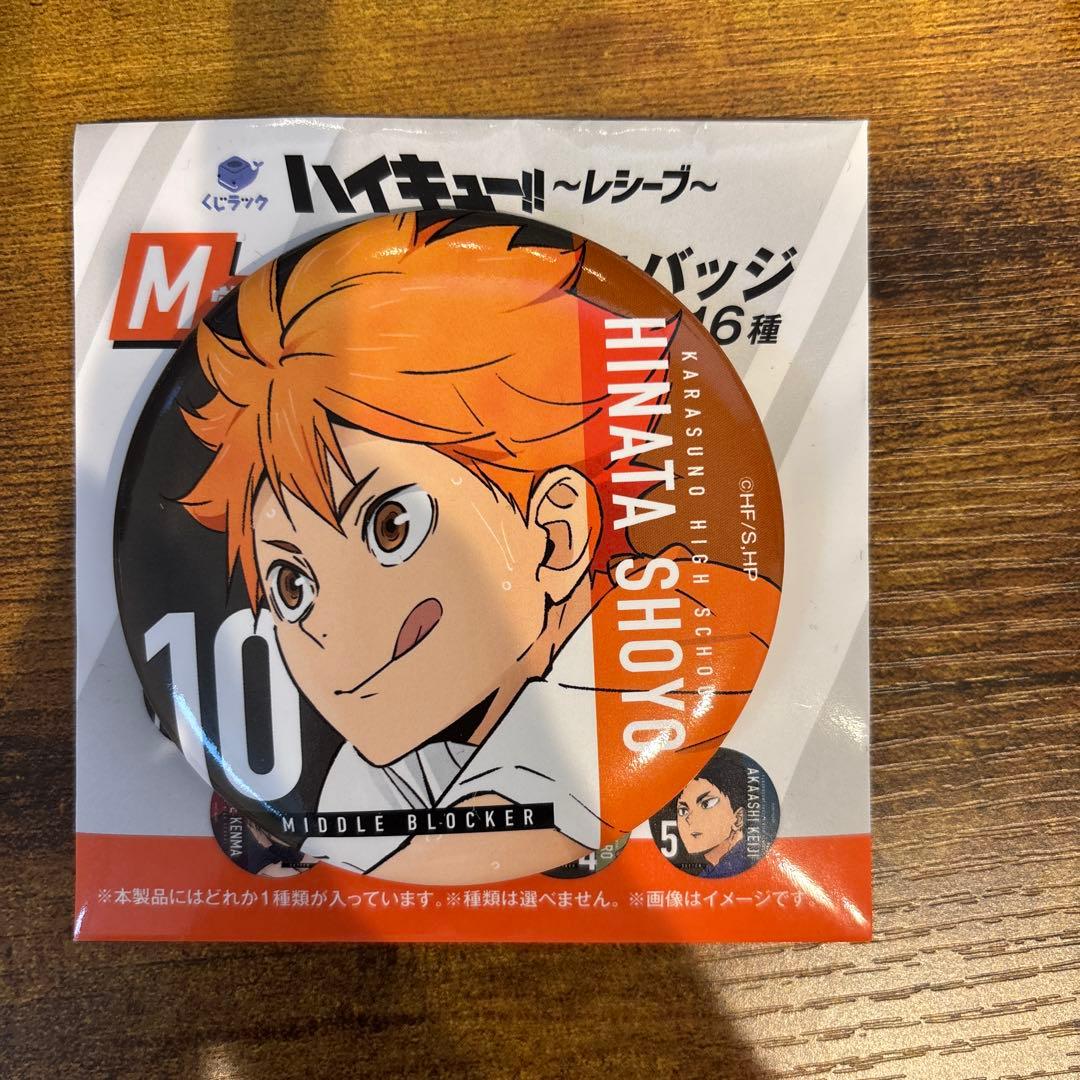 くじラック
ハイキュー!! ～レシーブ～
M
バッジ
16種
HINATA SHOYO
KARASUNO HIGH SCHOOL
©HF/S,HP
10
MIDDLE BLOCKER
KENMA
4
5
AKAASHI KEIJI
※本製品にはどれか1種類が入っています。※種類は選べません。※画像はイメージです。